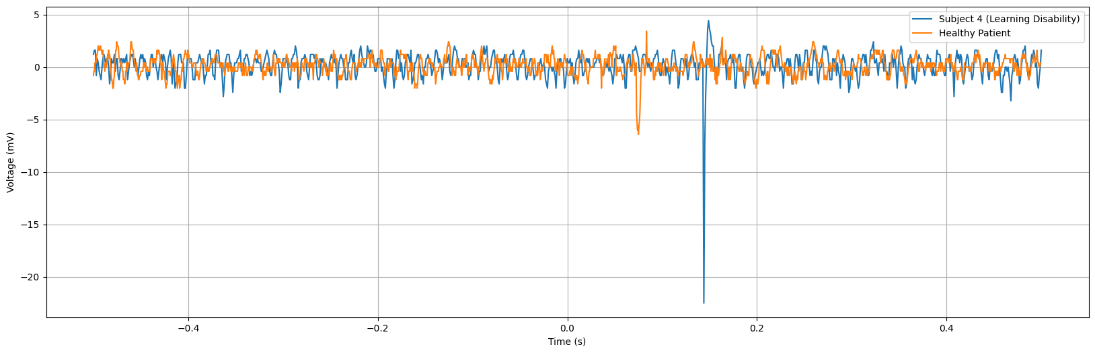 Subject 4 (Learning Disability)
Healthy Patient
5
0
−5
−10
−15
−20
Voltage (mV)
−0.4
−0.2
0.0
0.2
0.4
Time (s)